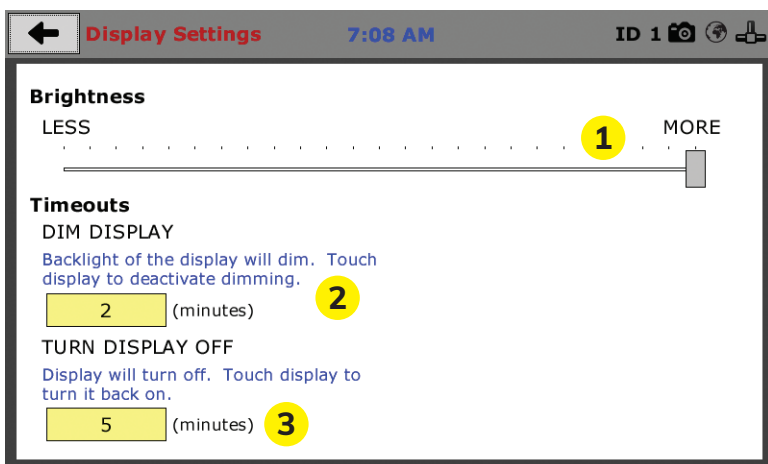 Display Settings 7:08 AM ID 1
Brightness
LESS MORE
1
Timeouts
DIM DISPLAY
Backlight of the display will dim. Touch
display to deactivate dimming.
2
2 (minutes)
TURN DISPLAY OFF
Display will turn off. Touch display to
turn it back on.
5 (minutes) 3